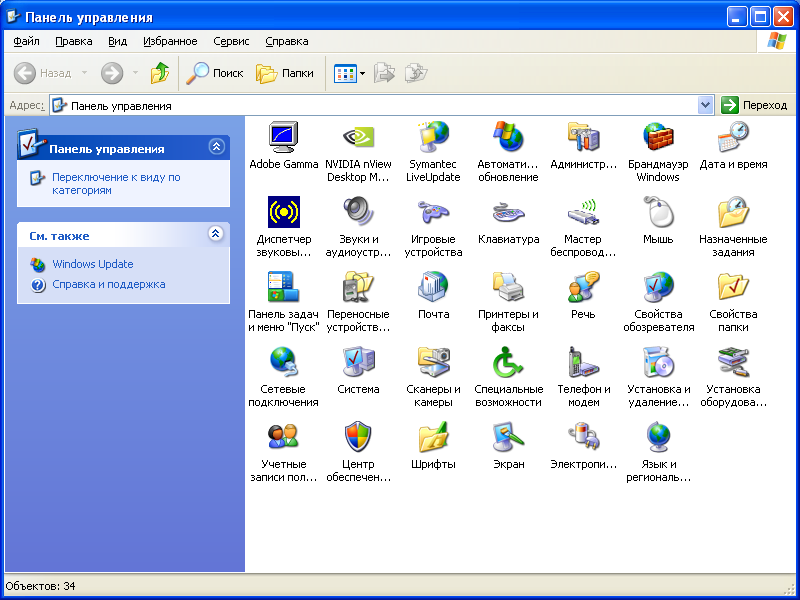 Панель управления
Файл Правка Вид Избранное Сервис Справка
Назад Поиск Папки
Адрес: Панель управления Переход
Панель управления
Переключение к виду по
категориям
См. также
Windows Update
Справка и поддержка
Adobe Gamma
NVIDIA nView
Desktop M...
Symantec
LiveUpdate
Автомати...
обновление
Администр...
Брандмауэр
Windows
Дата и время
Диспетчер
звуковы...
Звуки и
аудиоустр...
Игровые
устройства
Клавиатура
Мастер
беспровод...
Мышь
Назначенные
задания
Панель задач
и меню "Пуск"
Переносные
устройств...
Почта
Принтеры и
факсы
Речь
Свойства
обозревателя
Свойства
папки
Сетевые
подключения
Система
Сканеры и
камеры
Специальные
возможности
Телефон и
модем
Установка и
удаление...
Установка
оборудова...
Учетные
записи пол...
Центр
обеспечен...
Шрифты
Экран
Электропи...
Язык и
региональ...
Объектов: 34